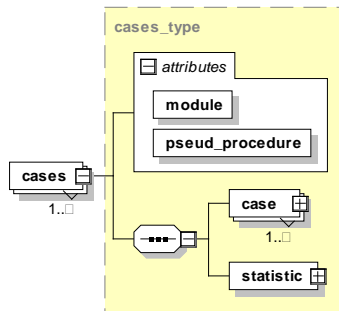 cases_type
attributes
module
pseud_procedure
cases
1..
case
1..
statistic